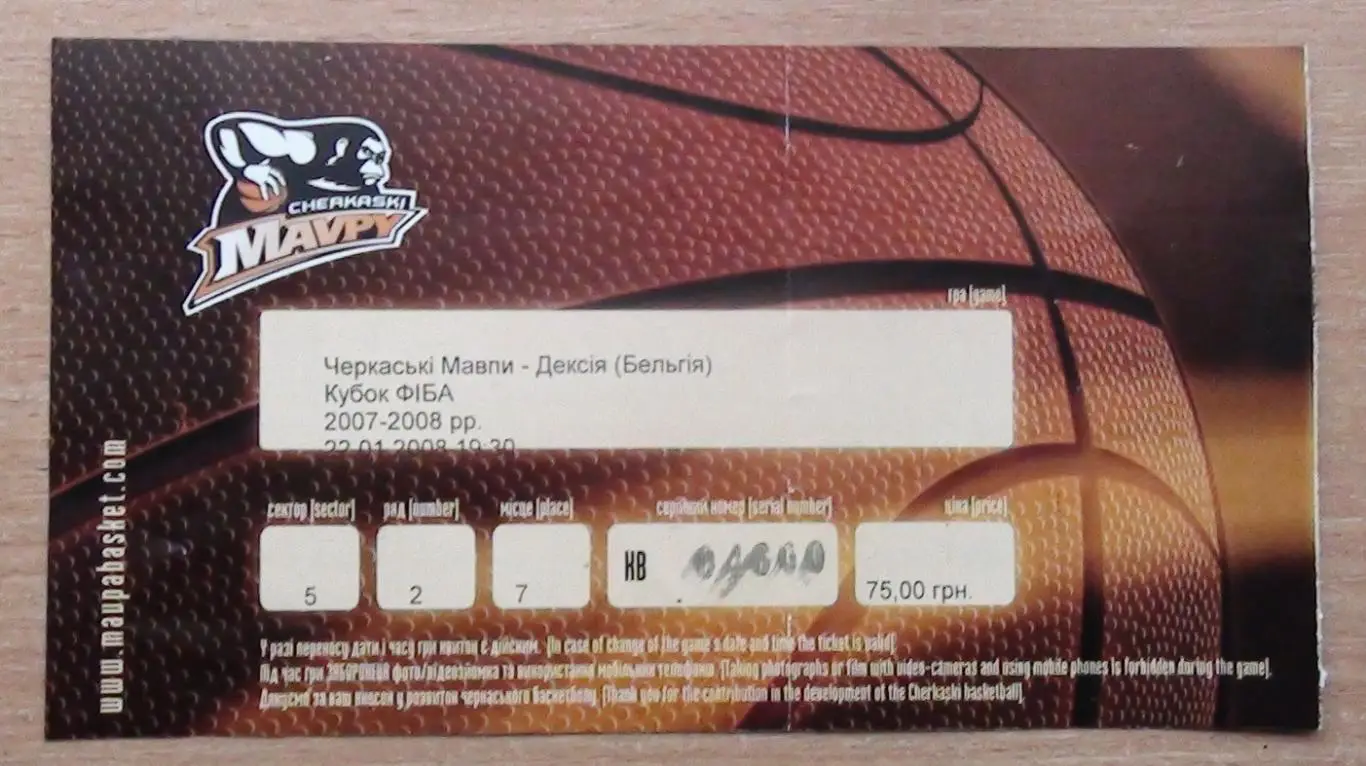 CHERKASKI
MAVPY
гра [game]
Черкаські Мавпи - Дексія (Бельгія)
Кубок ФІБА
2007-2008 рр.
22.01.2008 19:30
www.maupabasket.com
сектор [sector] ряд [number] місце [place] серійний номер [serial number] ціна [price]
5 2 7 КВ 75,00 грн.
У разі переносу дати і часу гри квиток є дійсним. [In case of change of the game's date and time the ticket is valid].
Під час гри ЗАБОРОНЕНА фото/відеозйомка та використання мобільних телефонів. [Taking photographs or film with video-cameras and using mobile phones is forbidden during the game].
Дякуємо за ваш внесок у розвиток черкаського баскетболу. [Thank you for the contribution in the development of the Cherkaski basketball].